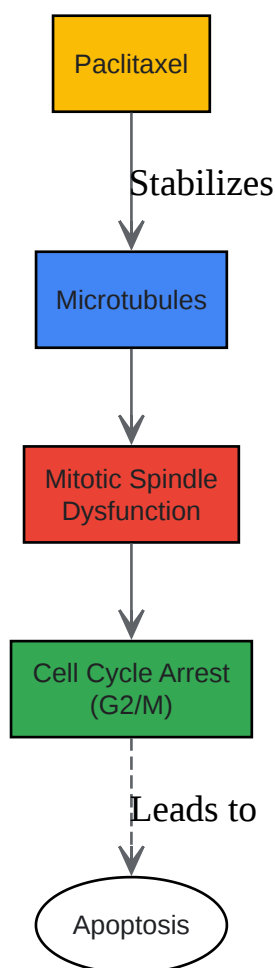 Paclitaxel
Stabilizes
Microtubules
Mitotic Spindle
Dysfunction
Cell Cycle Arrest
(G2/M)
Leads to
Apoptosis